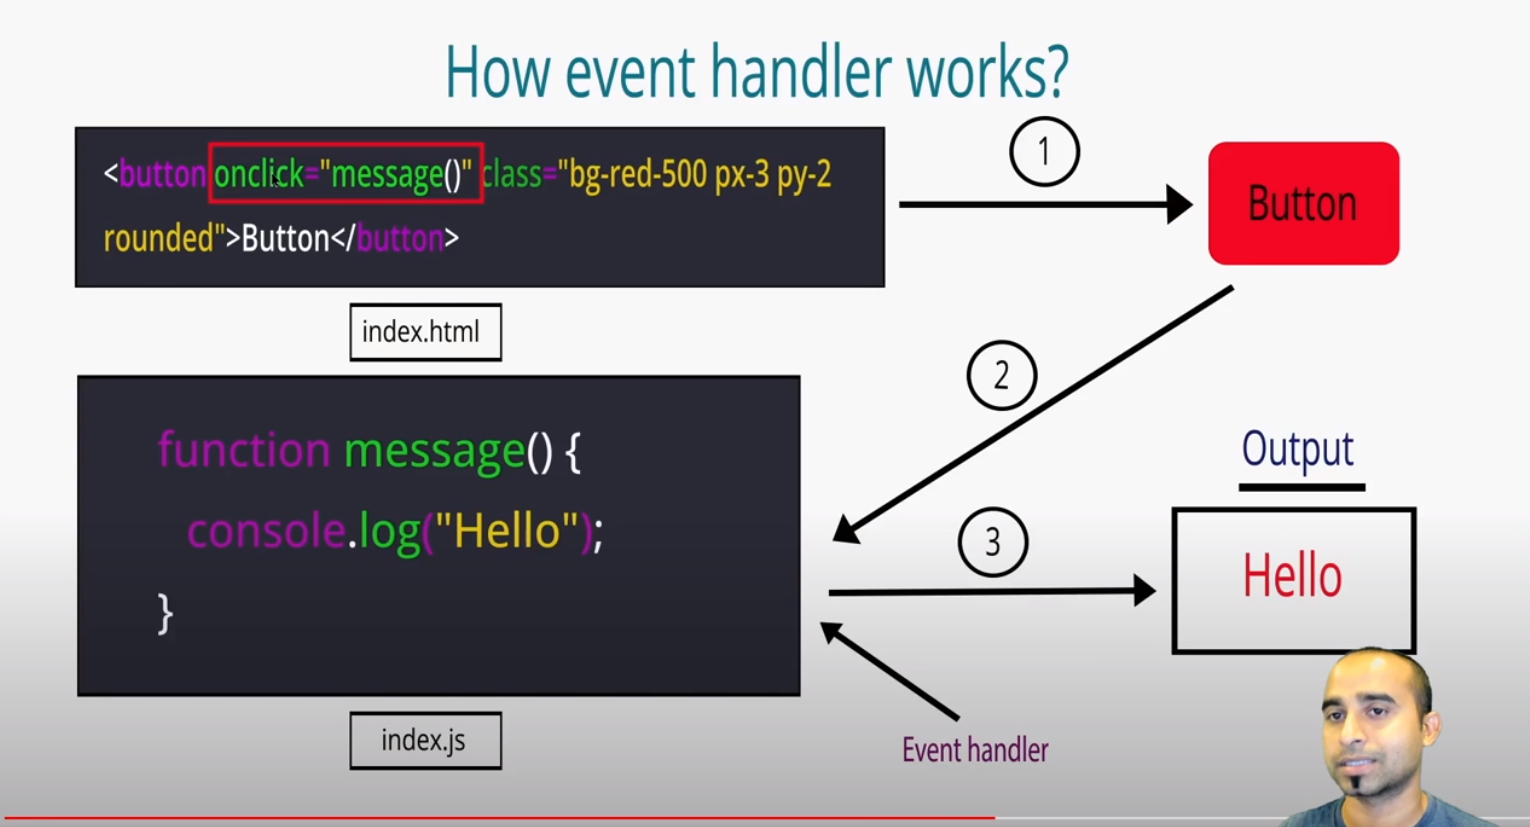 How event handler works?
<button onclick="message()" class="bg-red-500 px-3 py-2
rounded">Button</button>
index.html
1
Button
2
function message() {
console.log("Hello");
}
index.js
3
Output
Hello
Event handler